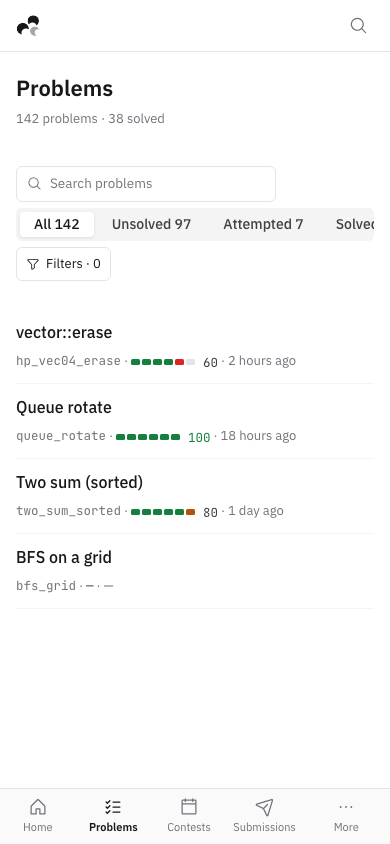 Problems
142 problems · 38 solved
Search problems
All 142 Unsolved 97 Attempted 7 Solved
Filters · 0
vector::erase
hp_vec04_erase · 60 · 2 hours ago
Queue rotate
queue_rotate · 100 · 18 hours ago
Two sum (sorted)
two_sum_sorted · 80 · 1 day ago
BFS on a grid
bfs_grid · — · —
Home Problems Contests Submissions More